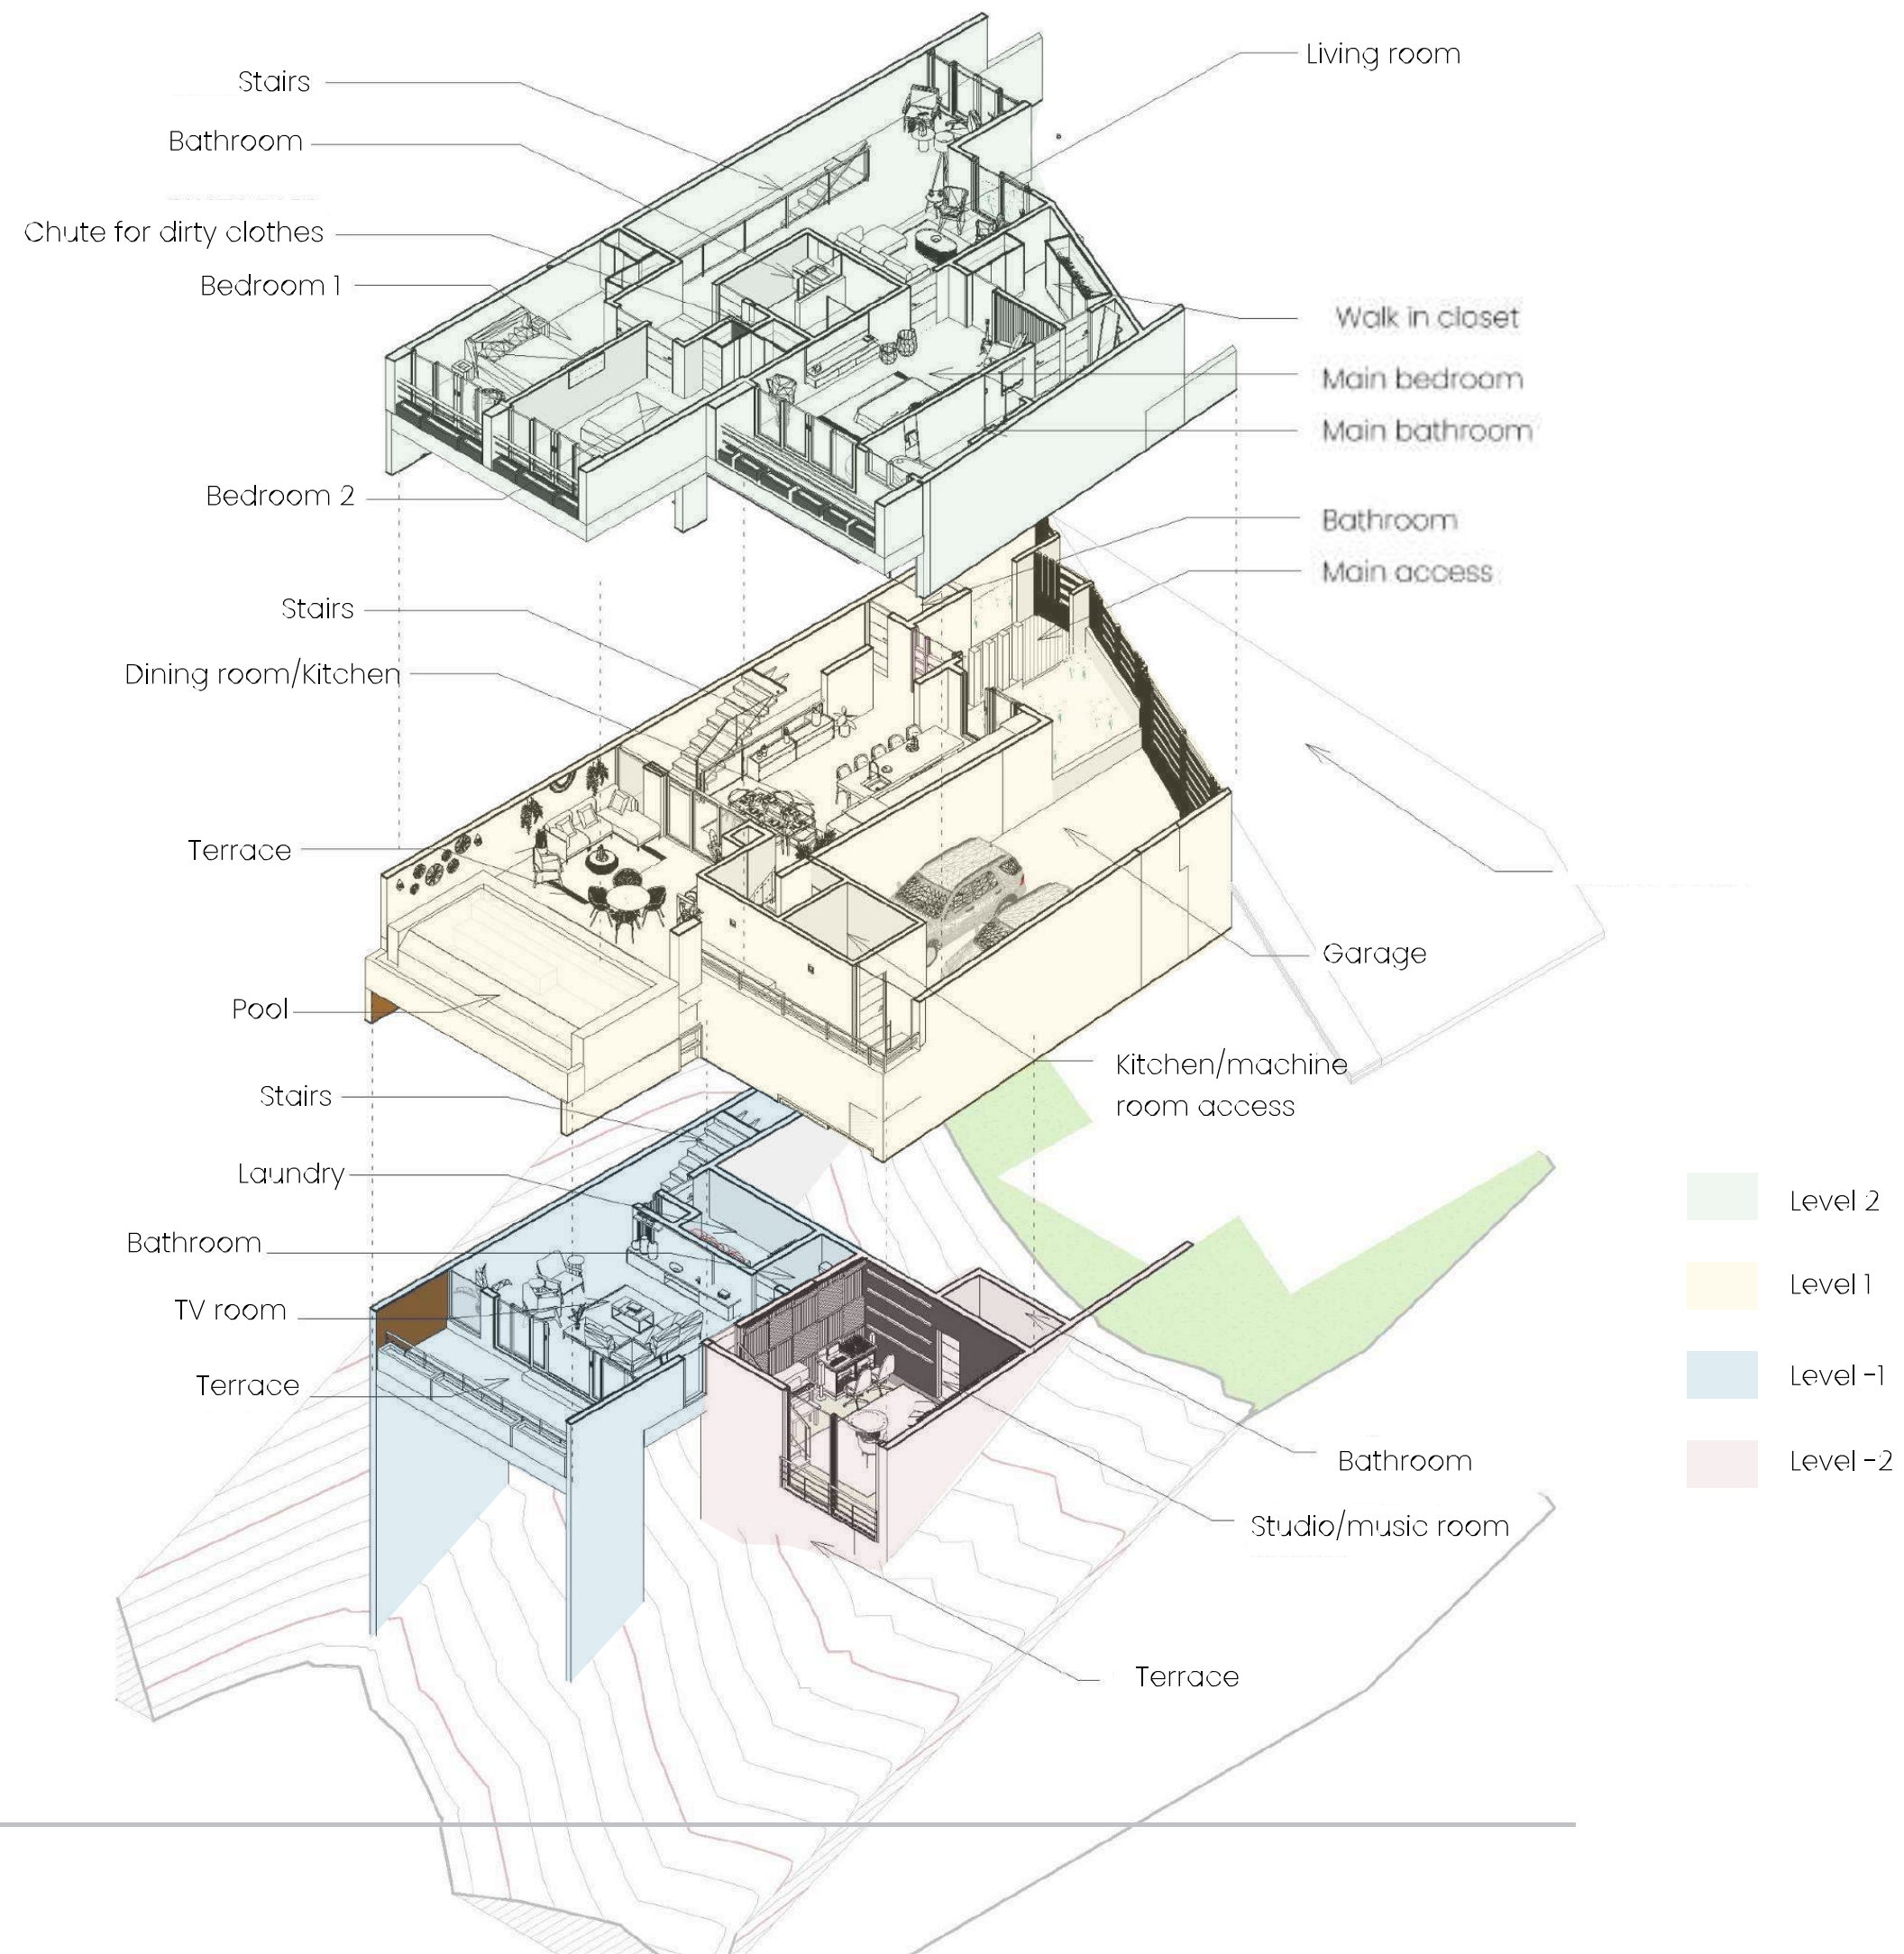 Living room
Stairs
Bathroom
Chute for dirty clothes
Bedroom 1
Walk in closet
Main bedroom
Main bathroom
Bedroom 2
Bathroom
Main access
Stairs
Dining room/Kitchen
Terrace
Garage
Pool
Kitchen/machine
room access
Stairs
Laundry
Bathroom
TV room
Terrace
Bathroom
Studio/music room
Terrace
Level 2
Level 1
Level -1
Level -2